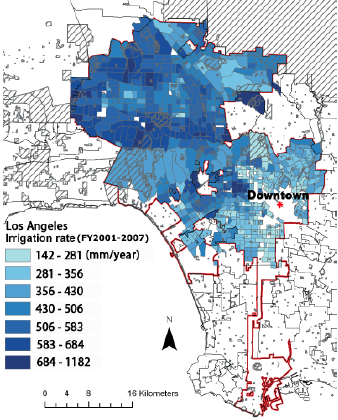 Downtown
Los Angeles
Irrigation rate (FY2001-2007)
142 - 281 (mm/year)
281 - 356
356 - 430
430 - 506
506 - 583
583 - 684
684 - 1182
N
0 4 8 16 Kilometers